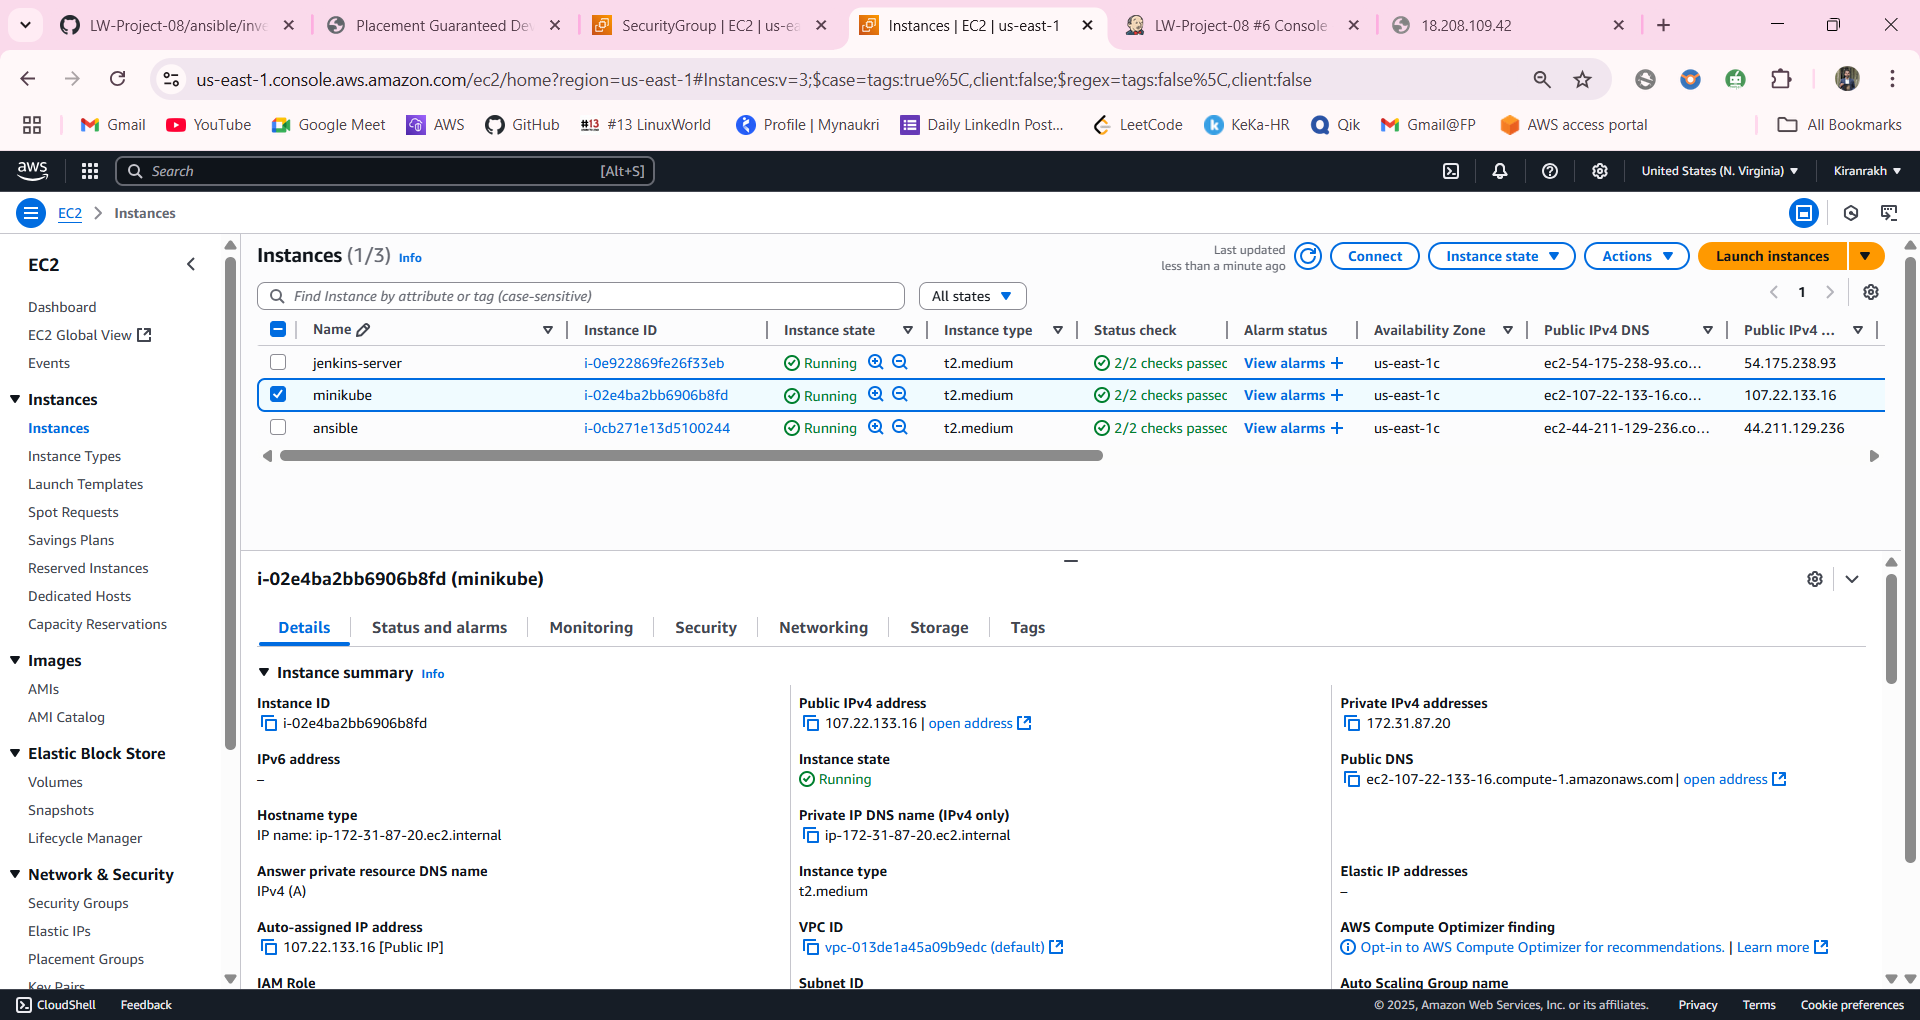 LW-Project-08/ansible/inve
Placement Guaranteed Dev
SecurityGroup | EC2 | us-ea
Instances | EC2 | us-east-1
LW-Project-08 #6 Console
18.208.109.42
us-east-1.console.aws.amazon.com/ec2/home?region=us-east-1#Instances:v=3;$case=tags:true%5C,client:false;$regex=tags:false%5C,client:false
Gmail
YouTube
Google Meet
AWS
GitHub
#13 #13 LinuxWorld
Profile | Mynaukri
Daily LinkedIn Post...
LeetCode
KeKa-HR
Qik
Gmail@FP
AWS access portal
All Bookmarks
aws
Search
[Alt+S]
United States (N. Virginia)
Kiranrakh
EC2
Instances
EC2
Dashboard
EC2 Global View
Events
Instances
Instances
Instance Types
Launch Templates
Spot Requests
Savings Plans
Reserved Instances
Dedicated Hosts
Capacity Reservations
Images
AMIs
AMI Catalog
Elastic Block Store
Volumes
Snapshots
Lifecycle Manager
Network & Security
Security Groups
Elastic IPs
Placement Groups
Key Pairs
Instances (1/3) Info
Last updated
less than a minute ago
Connect
Instance state
Actions
Launch instances
Find Instance by attribute or tag (case-sensitive)
All states
1
Name Instance ID Instance state Instance type Status check Alarm status Availability Zone Public IPv4 DNS Public IPv4 ...
jenkins-server i-0e922869fe26f33eb Running t2.medium 2/2 checks passed View alarms + us-east-1c ec2-54-175-238-93.co... 54.175.238.93
minikube i-02e4ba2bb6906b8fd Running t2.medium 2/2 checks passed View alarms + us-east-1c ec2-107-22-133-16.co... 107.22.133.16
ansible i-0cb271e13d5100244 Running t2.medium 2/2 checks passed View alarms + us-east-1c ec2-44-211-129-236.co... 44.211.129.236
i-02e4ba2bb6906b8fd (minikube)
Details
Status and alarms
Monitoring
Security
Networking
Storage
Tags
Instance summary Info
Instance ID
i-02e4ba2bb6906b8fd
Public IPv4 address
107.22.133.16 | open address
Private IPv4 addresses
172.31.87.20
IPv6 address
–
Instance state
Running
Public DNS
ec2-107-22-133-16.compute-1.amazonaws.com | open address
Hostname type
IP name: ip-172-31-87-20.ec2.internal
Private IP DNS name (IPv4 only)
ip-172-31-87-20.ec2.internal
Answer private resource DNS name
IPv4 (A)
Instance type
t2.medium
Elastic IP addresses
–
Auto-assigned IP address
107.22.133.16 [Public IP]
VPC ID
vpc-013de1a45a09b9edc (default)
AWS Compute Optimizer finding
Opt-in to AWS Compute Optimizer for recommendations. | Learn more
IAM Role
Subnet ID
Auto Scaling Group name
CloudShell
Feedback
© 2025, Amazon Web Services, Inc. or its affiliates.
Privacy
Terms
Cookie preferences